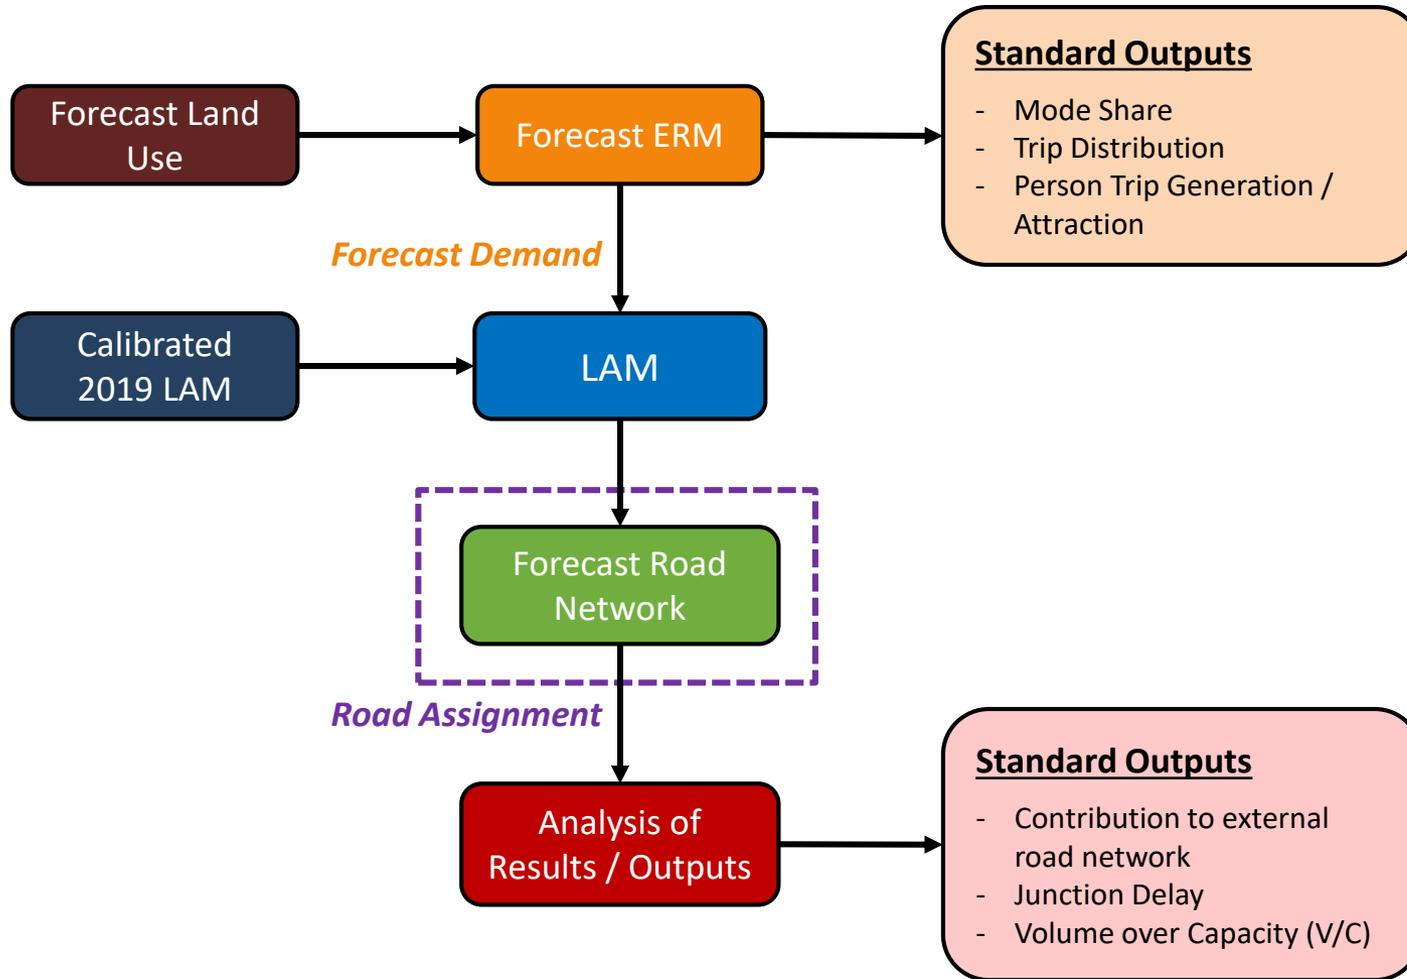 Standard Outputs
- Mode Share
- Trip Distribution
- Person Trip Generation /
Attraction
Forecast Land
Use
Forecast ERM
Forecast Demand
Calibrated
2019 LAM
LAM
Forecast Road
Network
Road Assignment
Analysis of
Results / Outputs
Standard Outputs
- Contribution to external
road network
- Junction Delay
- Volume over Capacity (V/C)